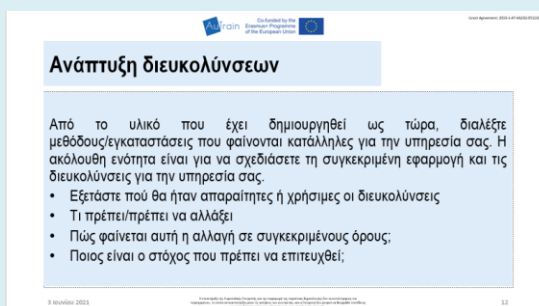 Co-funded by the
Erasmus+ Programme
of the European Union
Ανάπτυξη διευκολύνσεων
Από το υλικό που έχει δημιουργηθεί ως τώρα, διαλέξτε
μεθόδους/εγκαταστάσεις που φαίνονται κατάλληλες για την υπηρεσία σας. Η
ακόλουθη ενότητα είναι για να σχεδιάσετε τη συγκεκριμένη εφαρμογή και τις
διευκολύνσεις για την υπηρεσία σας.
• Εξετάστε πού θα ήταν απαραίτητες ή χρήσιμες οι διευκολύνσεις
• Τι πρέπει/πρέπει να αλλάξει
• Πώς φαίνεται αυτή η αλλαγή σε συγκεκριμένους όρους;
• Ποιος είναι ο στόχος που πρέπει να επιτευχθεί;
3 Ιουνίου 2021
12